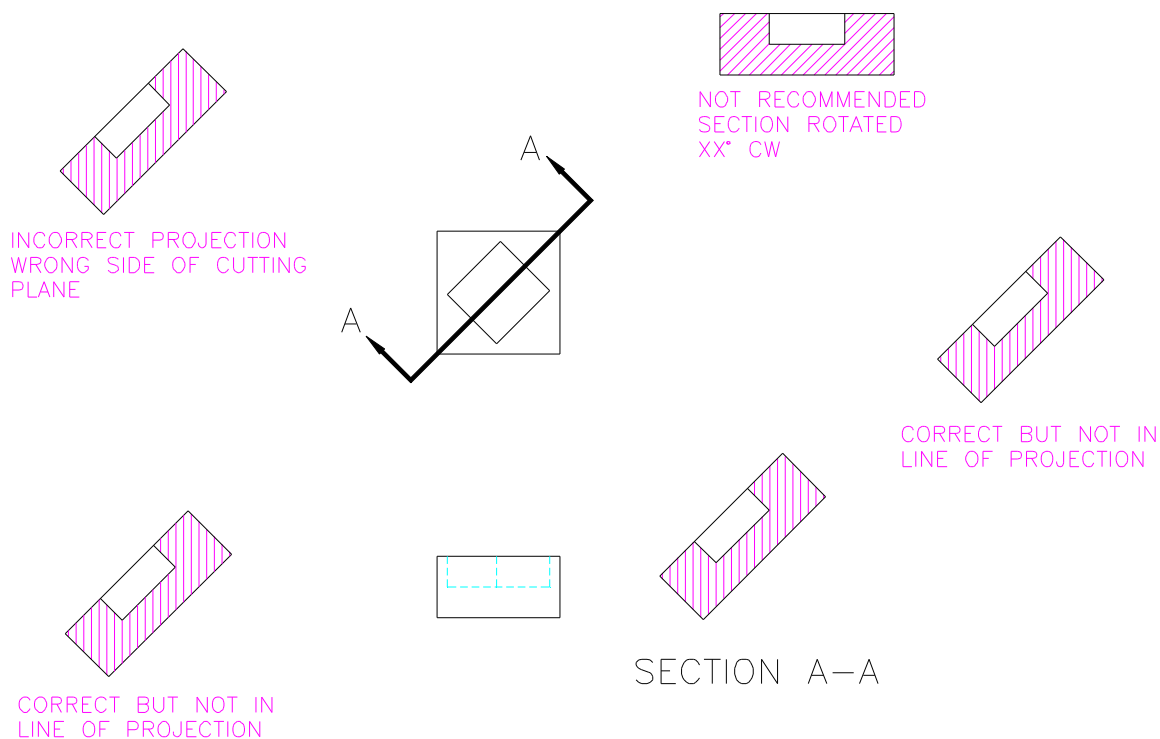 NOT RECOMMENDED
SECTION ROTATED
XX° CW
A
INCORRECT PROJECTION
WRONG SIDE OF CUTTING
PLANE
A
CORRECT BUT NOT IN
LINE OF PROJECTION
SECTION A-A
CORRECT BUT NOT IN
LINE OF PROJECTION